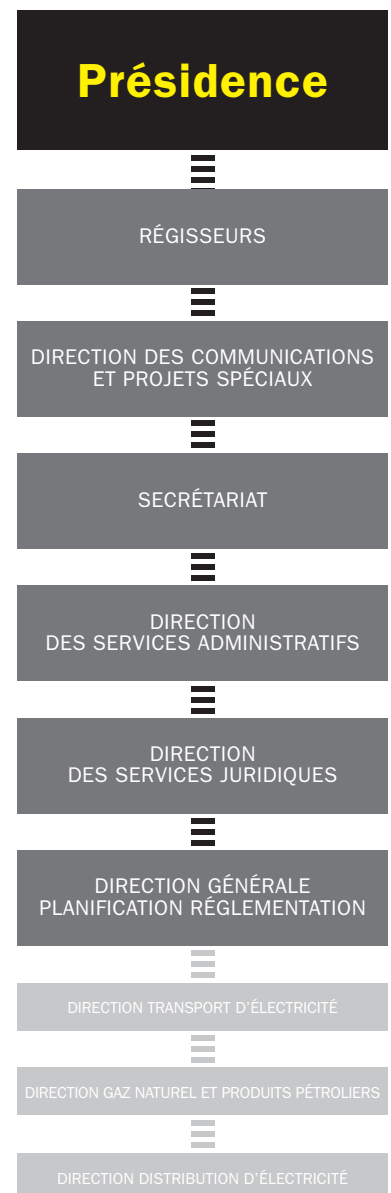 Présidence
RÉGISSEURS
DIRECTION DES COMMUNICATIONS
ET PROJETS SPÉCIAUX
SECRÉTARIAT
DIRECTION
DES SERVICES ADMINISTRATIFS
DIRECTION
DES SERVICES JURIDIQUES
DIRECTION GÉNÉRALE
PLANIFICATION RÉGLEMENTATION
DIRECTION TRANSPORT D'ÉLECTRICITÉ
DIRECTION GAZ NATUREL ET PRODUITS PÉTROLIERS
DIRECTION DISTRIBUTION D'ÉLECTRICITÉ